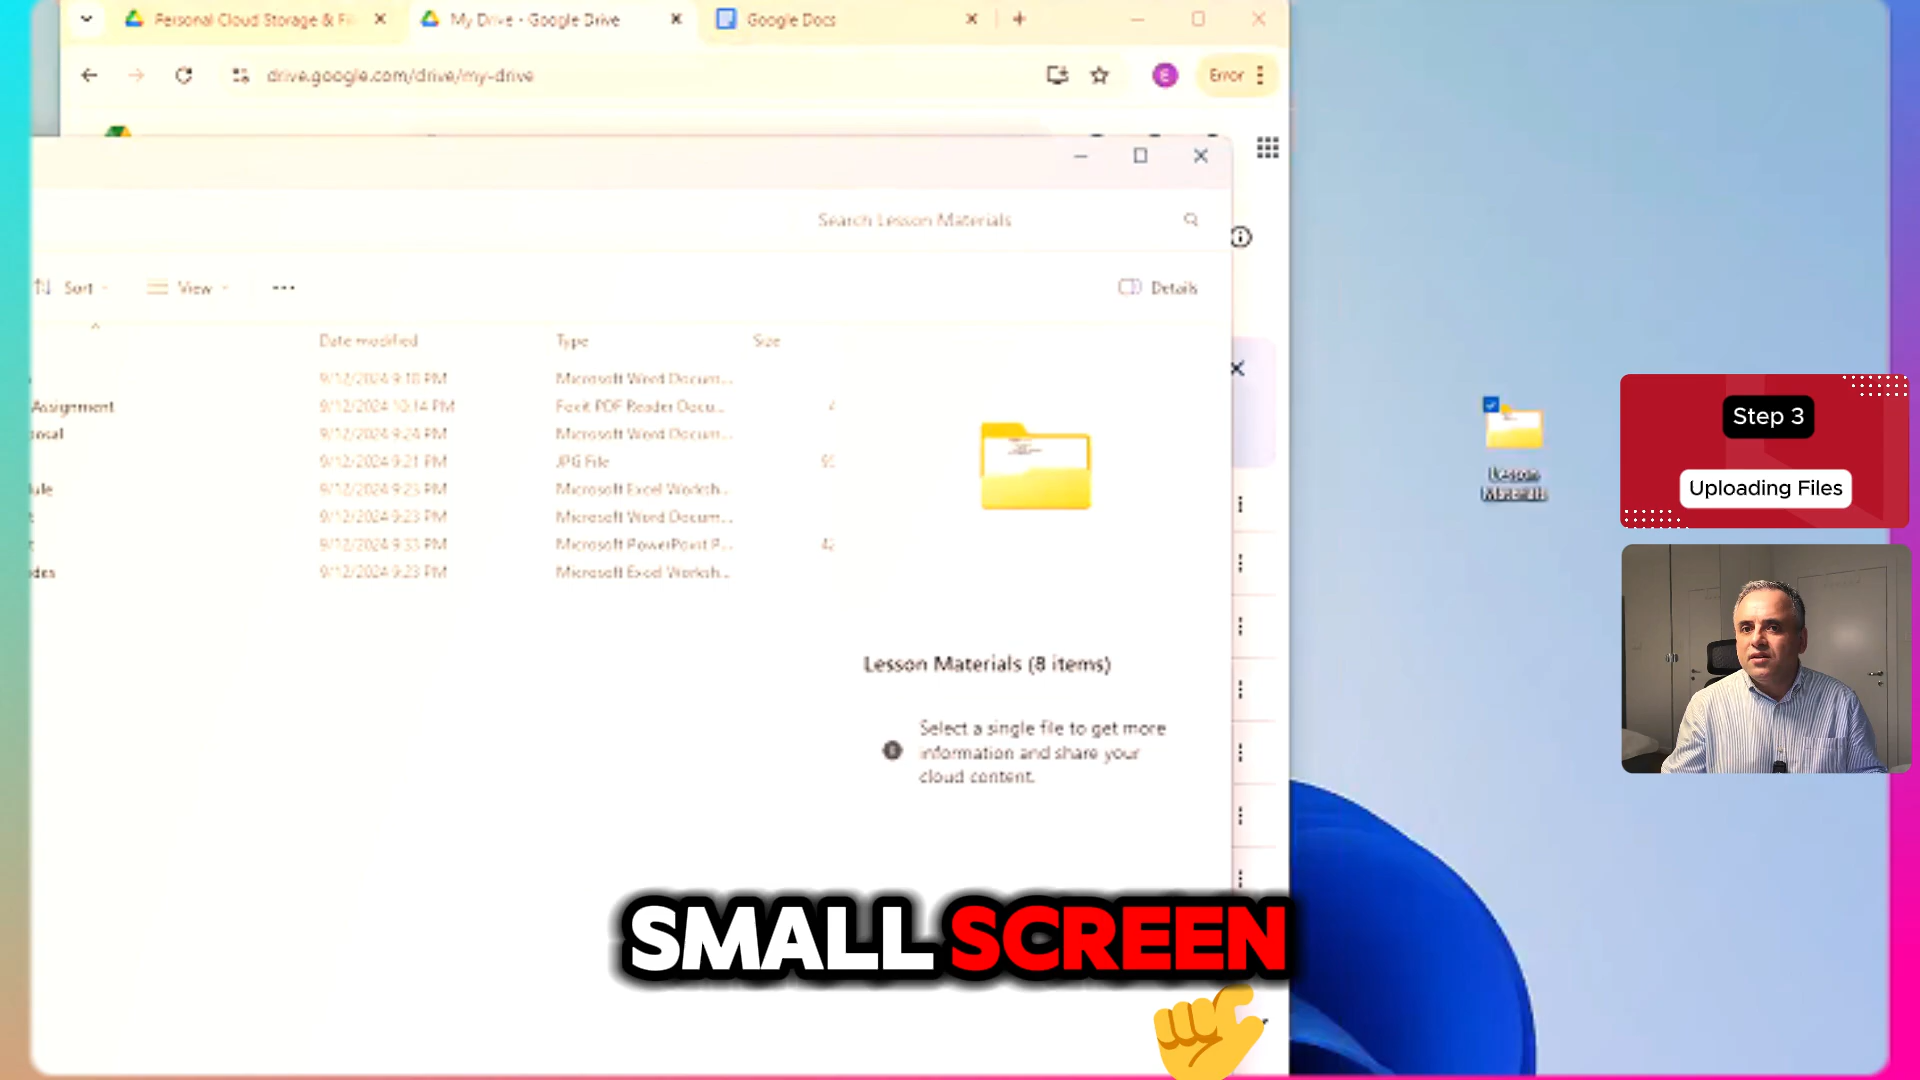 Personal Cloud Storage & Fi
My Drive - Google Drive
Google Docs
drive.google.com/drive/my-drive
E
Error
Search Lesson Materials
Sort
View
Details
Date modified
Type
Size
9/12/2024 9:18 PM
Microsoft Word Docum...
Assignment
9/12/2024 10:14 PM
Foxit PDF Reader Docu...
9/12/2024 9:24 PM
Microsoft Word Docum...
9/12/2024 9:21 PM
JPG File
9/12/2024 9:23 PM
Microsoft Excel Worksh...
9/12/2024 9:23 PM
Microsoft Word Docum...
9/12/2024 9:33 PM
Microsoft PowerPoint P...
42
9/12/2024 9:23 PM
Microsoft Excel Worksh...
Lesson Materials (8 items)
Select a single file to get more
information and share your
cloud content.
Lesson
Materials
Step 3
Uploading Files
SMALL SCREEN